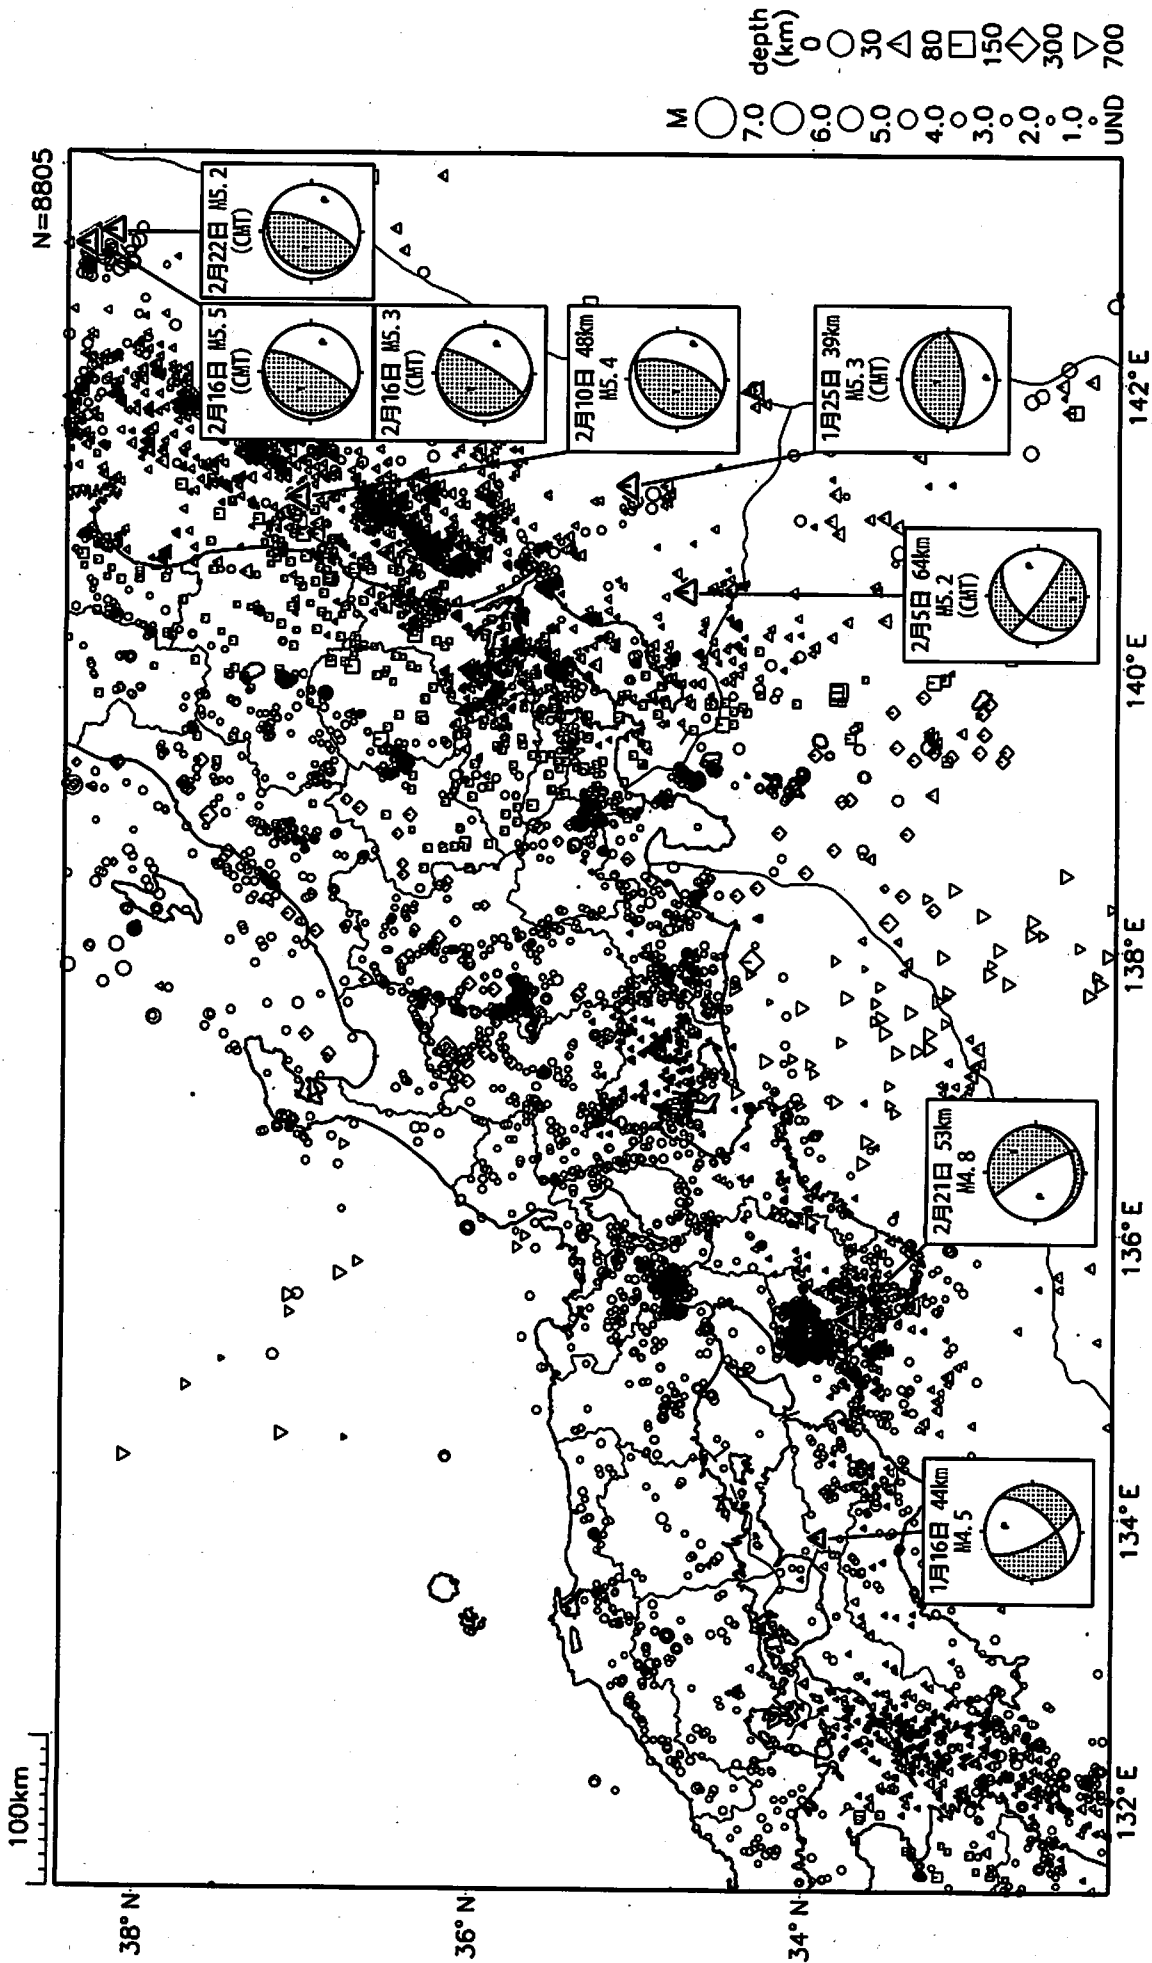 N=8805
100km
38°N
36°N
34°N
132°E
134°E
136°E
138°E
140°E
142°E
2月22日 M5.2
(CMT)
2月16日 M5.5
(CMT)
2月16日 M5.3
(CMT)
2月10日 48km
M5.4
1月25日 39km
M5.3
(CMT)
2月5日 64km
M5.2
(CMT)
2月21日 53km
M4.8
1月16日 44km
M4.5
M
7.0
6.0
5.0
4.0
3.0
2.0
1.0
UND
depth
(km)
0
30
80
150
300
700